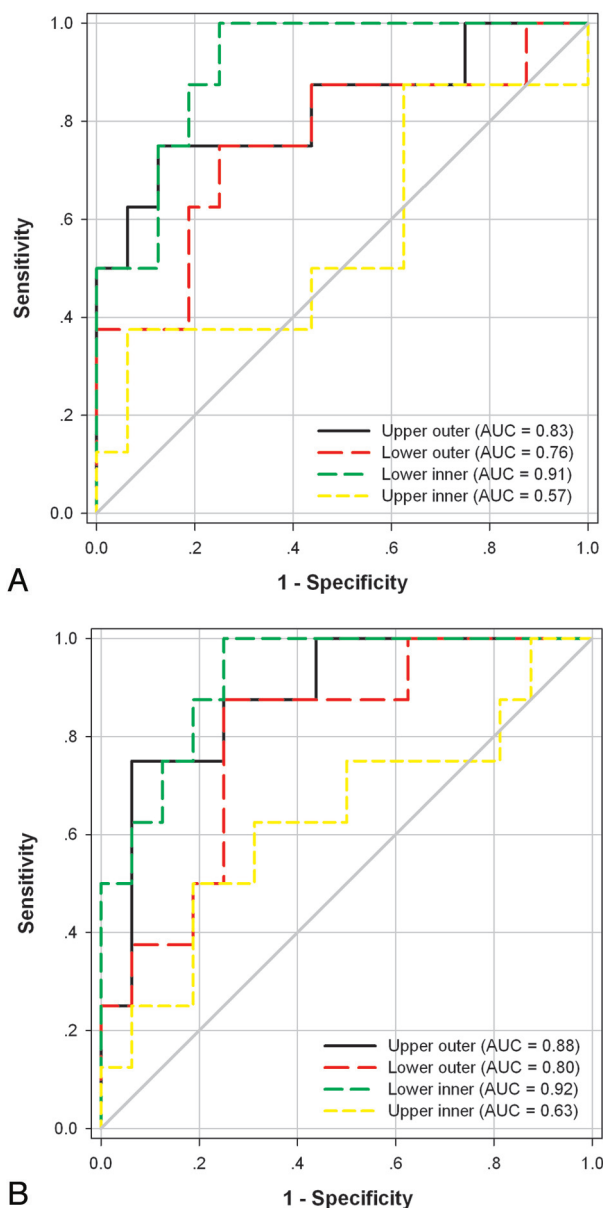 1.0
.8
.6
.4
.2
0.0
Sensitivity
Upper outer (AUC = 0.83)
Lower outer (AUC = 0.76)
Lower inner (AUC = 0.91)
Upper inner (AUC = 0.57)
0.0 .2 .4 .6 .8 1.0
1 - Specificity
A
1.0
.8
.6
.4
.2
0.0
Sensitivity
Upper outer (AUC = 0.88)
Lower outer (AUC = 0.80)
Lower inner (AUC = 0.92)
Upper inner (AUC = 0.63)
0.0 .2 .4 .6 .8 1.0
1 - Specificity
B